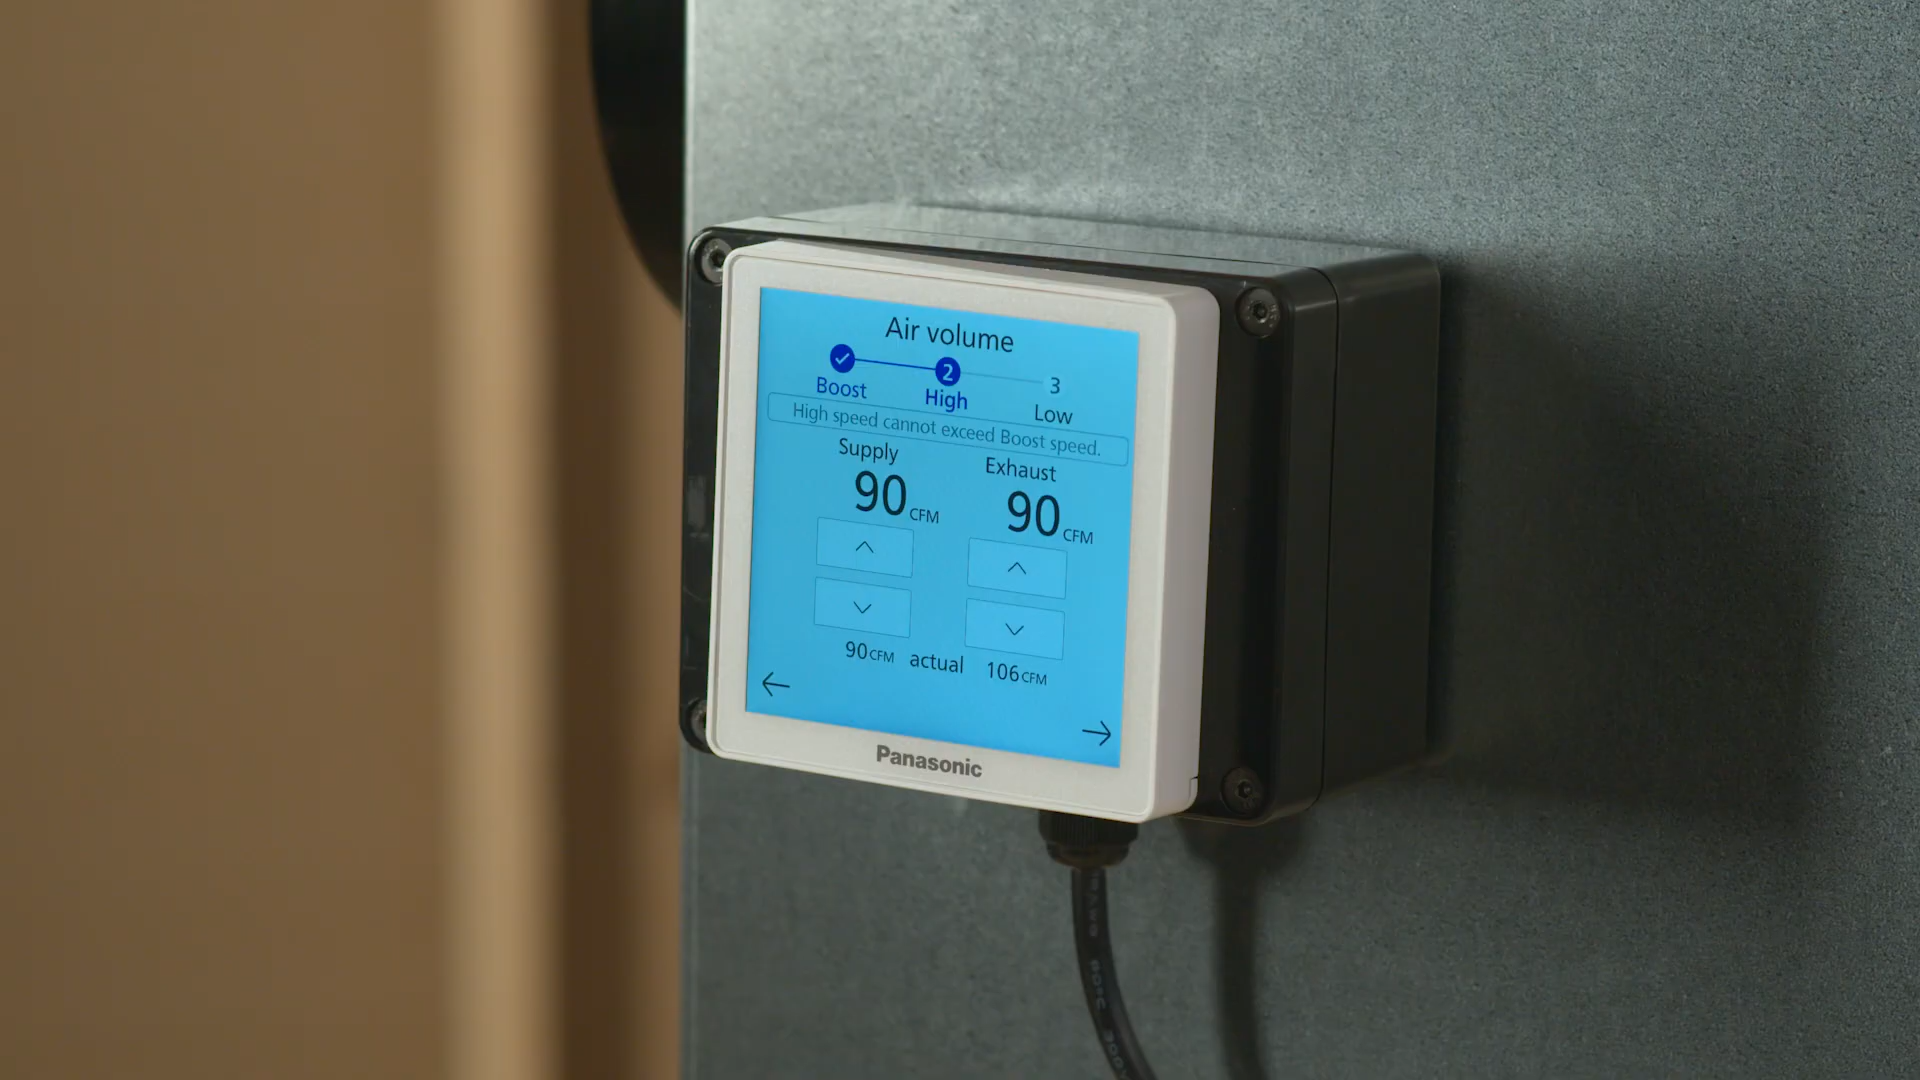 Air volume
2
3
Boost
High
Low
High speed cannot exceed Boost speed.
Supply
Exhaust
90 CFM
90 CFM
90 CFM actual 106 CFM
Panasonic